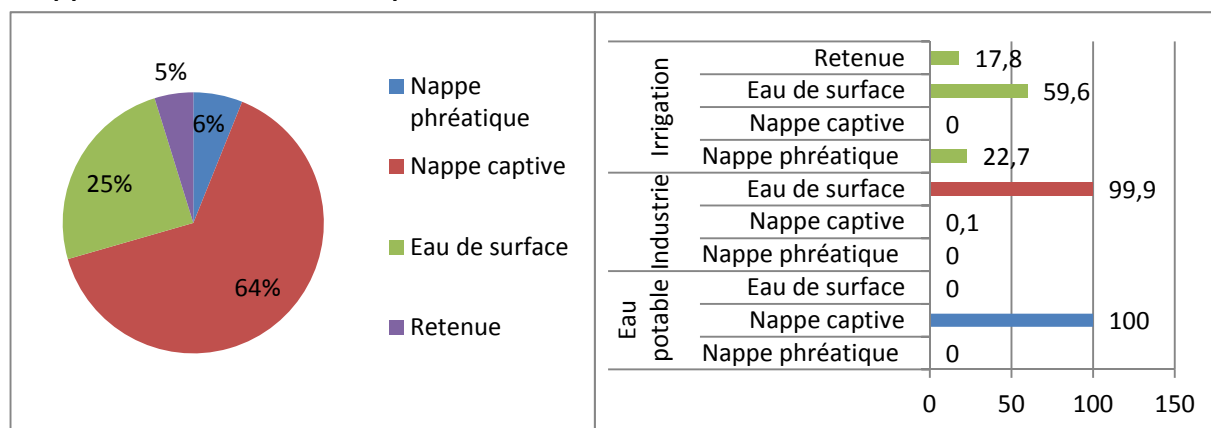 5%
6%
25%
64%
Nappe
phréatique
Nappe captive
Eau de surface
Retenue
Irrigation
Retenue 17,8
Eau de surface 59,6
Nappe captive 0
Nappe phréatique 22,7
Industrie
Eau de surface 99,9
Nappe captive 0,1
Nappe phréatique 0
Eau
potable
Eau de surface 0
Nappe captive 100
Nappe phréatique 0
0 50 100 150